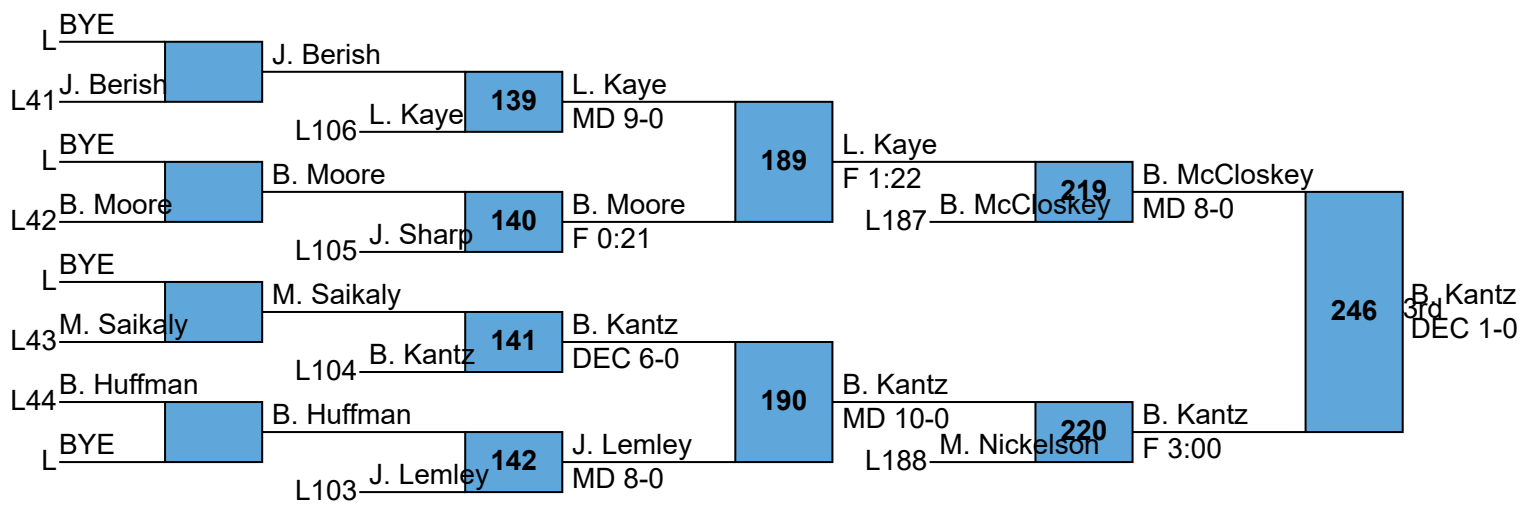 BYE
L
J. Berish
J. Berish
L41
139
L. Kaye
MD 9-0
L106
L. Kaye
BYE
L
189
L. Kaye
F 1:22
B. Moore
B. Moore
L42
140
B. Moore
F 0:21
L105
J. Sharp
219
B. McCloskey
MD 8-0
L187
B. McCloskey
BYE
L
M. Saikaly
M. Saikaly
L43
141
B. Kantz
DEC 6-0
L104
B. Kantz
246
3rd
B. Kantz
DEC 1-0
B. Huffman
L44
B. Huffman
190
B. Kantz
MD 10-0
BYE
L
142
J. Lemley
MD 8-0
L103
J. Lemley
220
B. Kantz
F 3:00
L188
M. Nickelson